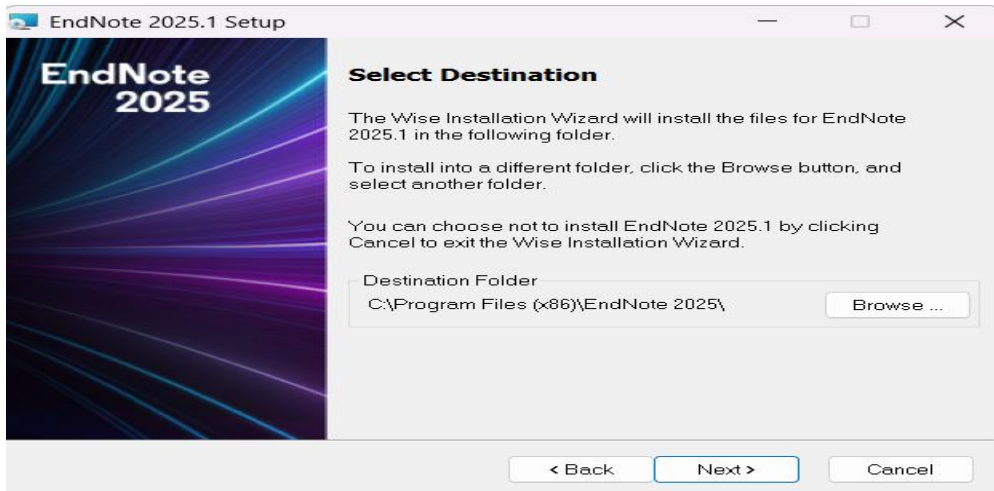 EndNote 2025.1 Setup
EndNote
2025
Select Destination
The Wise Installation Wizard will install the files for EndNote
2025.1 in the following folder.
To install into a different folder, click the Browse button, and
select another folder.
You can choose not to install EndNote 2025.1 by clicking
Cancel to exit the Wise Installation Wizard.
Destination Folder
C:\Program Files (x86)\EndNote 2025\
Browse ...
< Back
Next >
Cancel